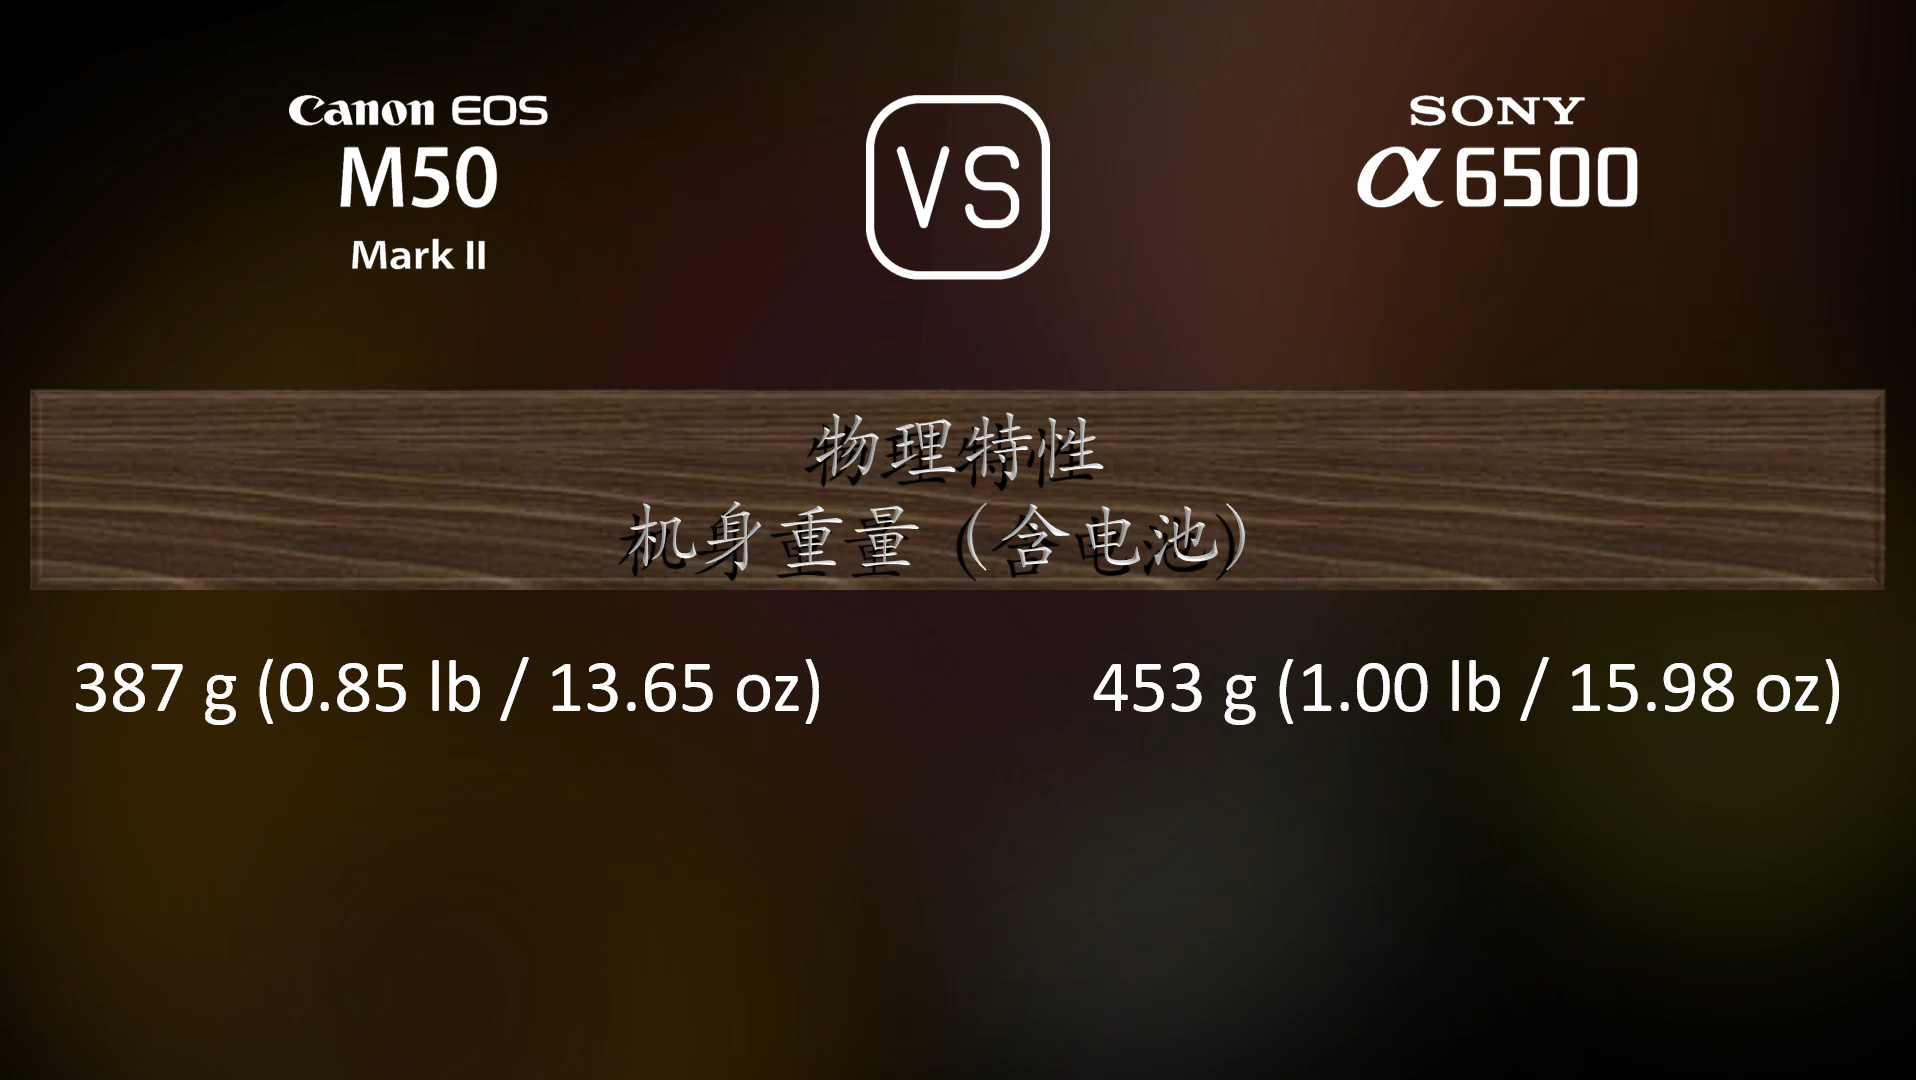 Canon EOS
M50
Mark II
VS
SONY
α6500
物理特性
机身重量（含电池）
387 g (0.85 lb / 13.65 oz)
453 g (1.00 lb / 15.98 oz)